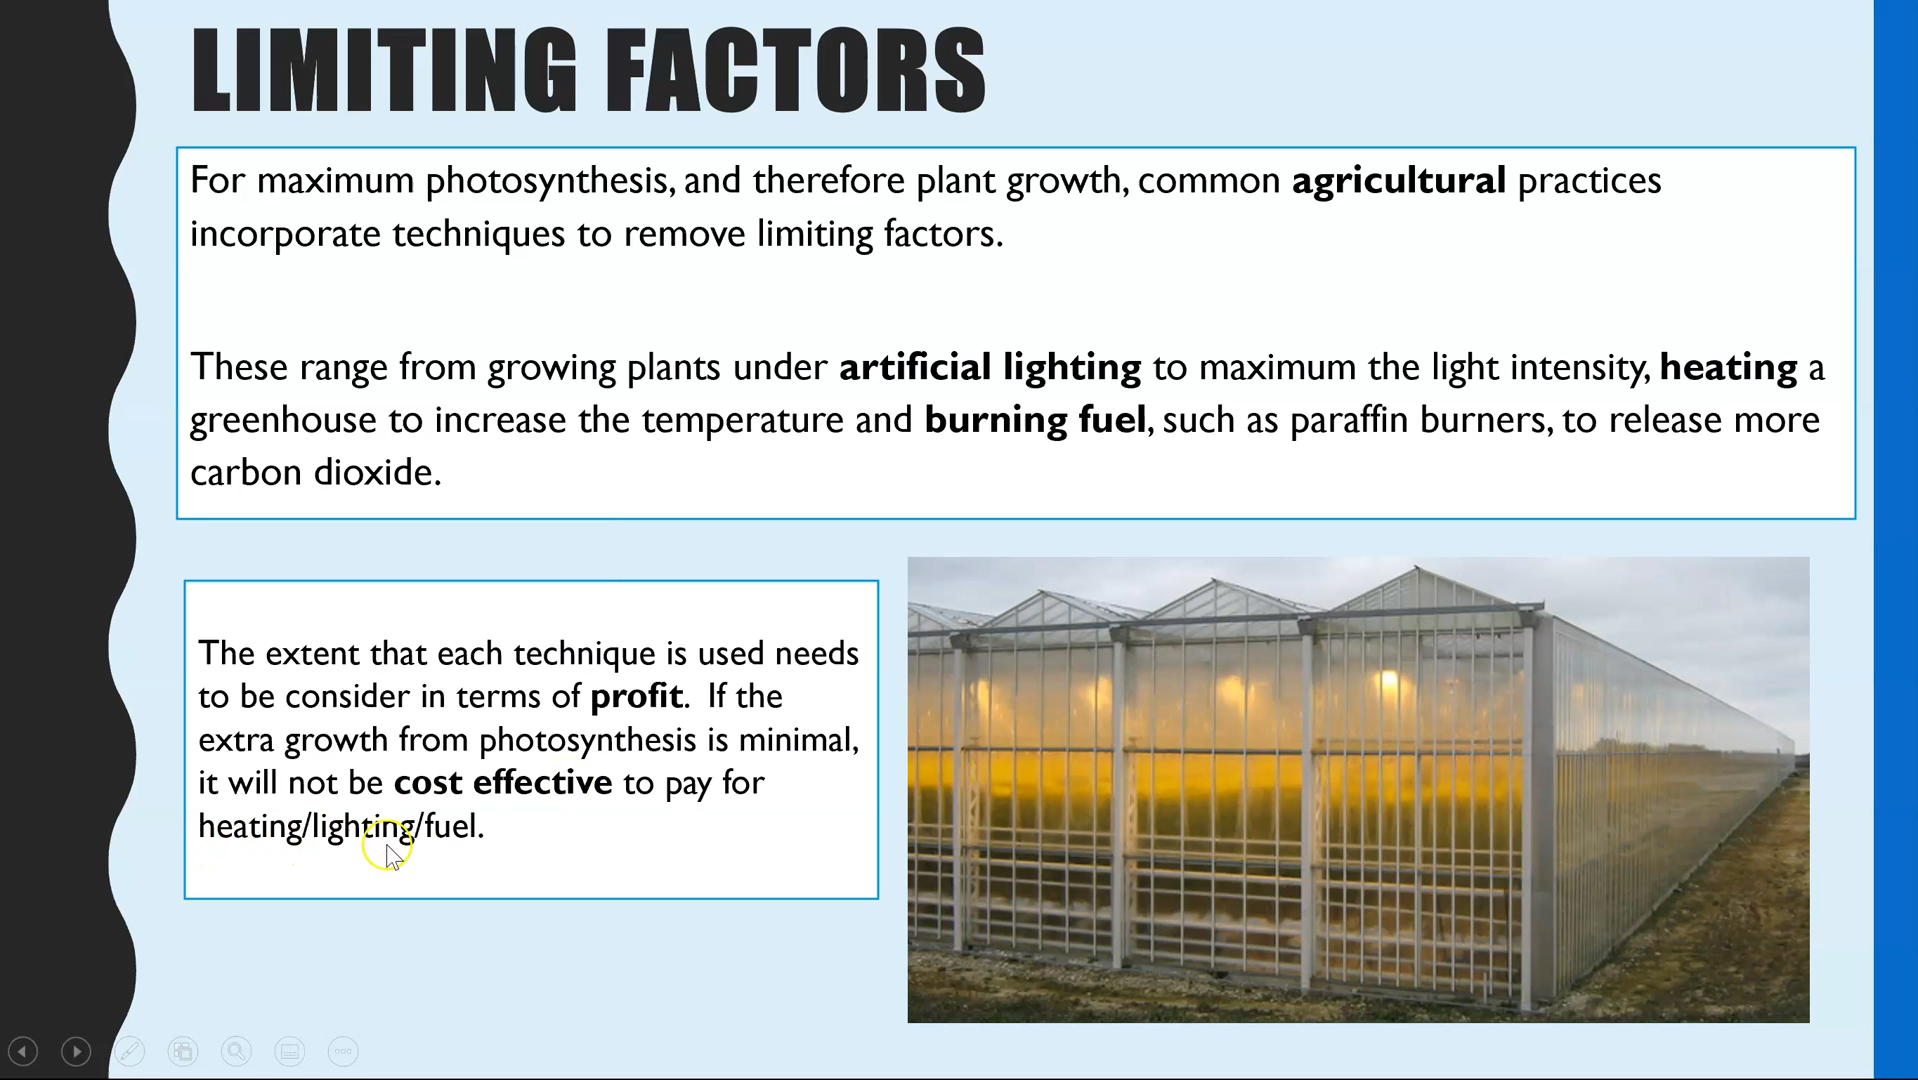 LIMITING FACTORS
For maximum photosynthesis, and therefore plant growth, common agricultural practices
incorporate techniques to remove limiting factors.
These range from growing plants under artificial lighting to maximum the light intensity, heating a
greenhouse to increase the temperature and burning fuel, such as paraffin burners, to release more
carbon dioxide.
The extent that each technique is used needs
to be consider in terms of profit.  If the
extra growth from photosynthesis is minimal,
it will not be cost effective to pay for
heating/lighting/fuel.